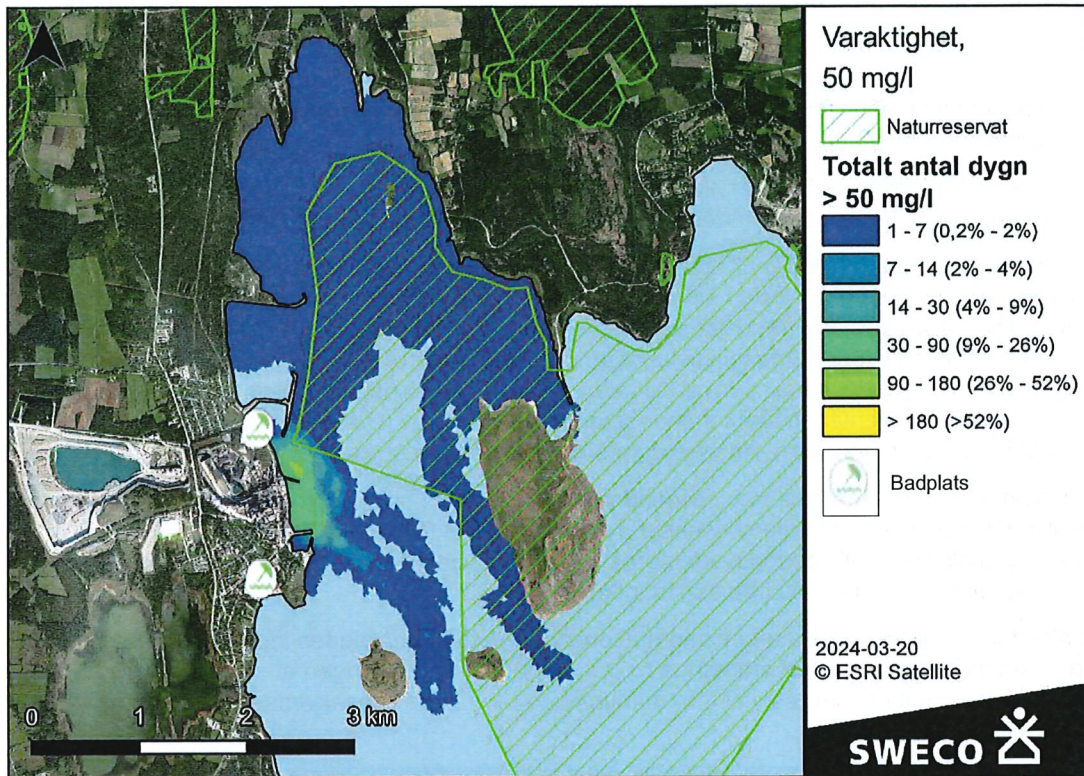 Varaktighet,
50 mg/l
Naturreservat
Totalt antal dygn
> 50 mg/l
1 - 7 (0,2% - 2%)
7 - 14 (2% - 4%)
14 - 30 (4% - 9%)
30 - 90 (9% - 26%)
90 - 180 (26% - 52%)
> 180 (>52%)
Badplats
2024-03-20
© ESRI Satellite
SWECO
0 1 2 3 km